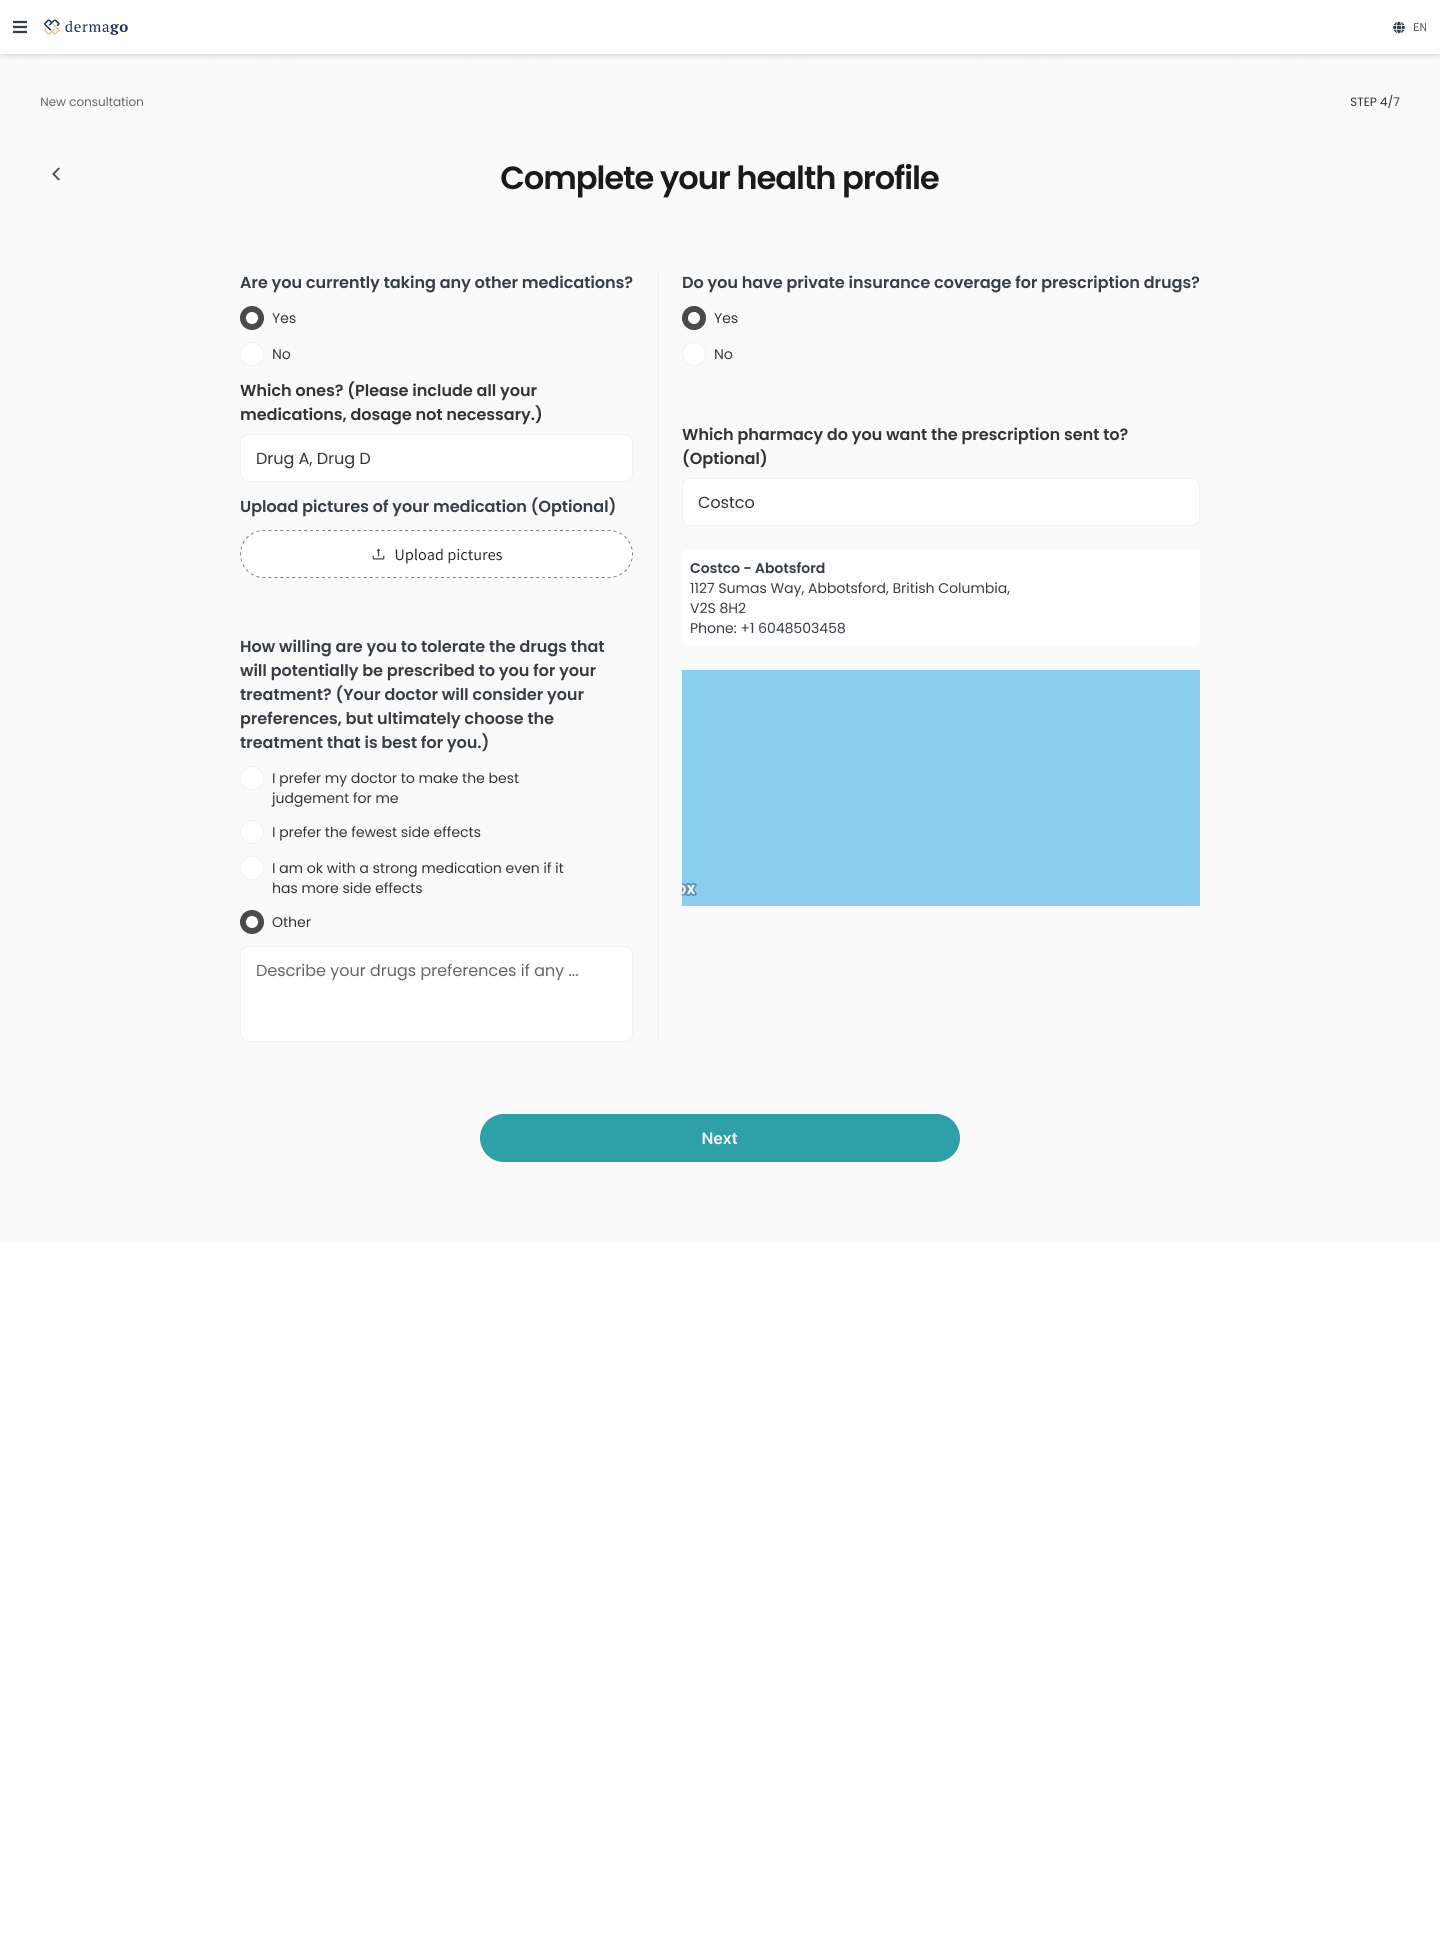 dermago
EN
New consultation
STEP 4/7
Complete your health profile
Are you currently taking any other medications?
Yes
No
Which ones? (Please include all your
medications, dosage not necessary.)
Drug A, Drug D
Upload pictures of your medication (Optional)
Upload pictures
How willing are you to tolerate the drugs that
will potentially be prescribed to you for your
treatment? (Your doctor will consider your
preferences, but ultimately choose the
treatment that is best for you.)
I prefer my doctor to make the best
judgement for me
I prefer the fewest side effects
I am ok with a strong medication even if it
has more side effects
Other
Describe your drugs preferences if any ...
Do you have private insurance coverage for prescription drugs?
Yes
No
Which pharmacy do you want the prescription sent to?
(Optional)
Costco
Costco - Abotsford
1127 Sumas Way, Abbotsford, British Columbia,
V2S 8H2
Phone: +1 6048503458
ox
Next